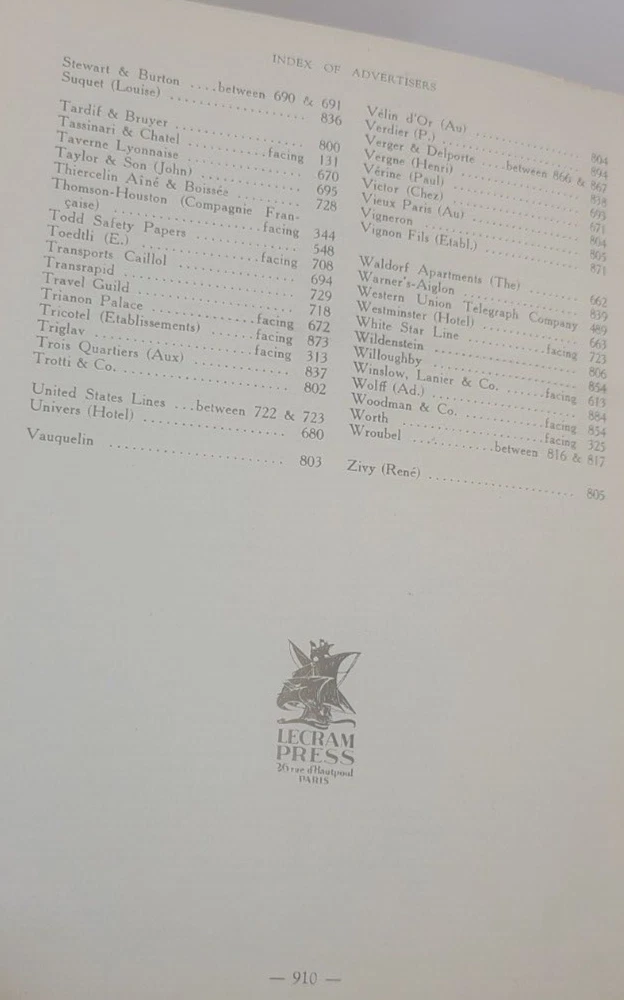 INDEX OF ADVERTISERS
Stewart & Burton ....between 690 & 691
Suquet (Louise) .................. 836
Tardif & Bruyer .................. 800
Tassinari & Chatel ............facing 131
Taverne Lyonnaise ................ 670
Taylor & Son (John) .............. 695
Thiercelin Aîné & Boissée ........ 728
Thomson-Houston (Compagnie Fran-
çaise) ....................facing 344
Todd Safety Papers ............... 548
Toedtli (E.) .................facing 708
Transports Caillol ............... 694
Transrapid ....................... 729
Travel Guild ..................... 718
Trianon Palace ...............facing 672
Tricotel (Etablissements) ......facing 873
Triglav ......................facing 313
Trois Quartiers (Aux) ............ 837
Trotti & Co. ..................... 802
United States Lines ...between 722 & 723
Univers (Hotel) .................. 680
Vauquelin ........................ 803
Vélin d'Or (Au) ..................
Verdier (P.) ..................... 894
Verger & Delporte ....between 866 & 867
Vergne (Henri) ................... 838
Vérine (Paul) .................... 693
Victor (Chez) .................... 671
Vieux Paris (Au) ................. 804
Vigneron ......................... 805
Vignon Fils (Etabl.) ............. 871
Waldorf Apartments (The) ......... 662
Warner's-Aiglon .................. 839
Western Union Telegraph Company 489
Westminster (Hotel) .............. 663
White Star Line ..............facing 723
Wildenstein ...................... 806
Willoughby ....................... 854
Winslow, Lanier & Co. ........facing 613
Wolff (Ad.) ...................... 884
Woodman & Co. ................facing 854
Worth ........................facing 325
Wroubel ..............between 816 & 817
Zivy (René) ...................... 805
LECRAM
PRESS
36 rue d'Hautpoul
PARIS
— 910 —